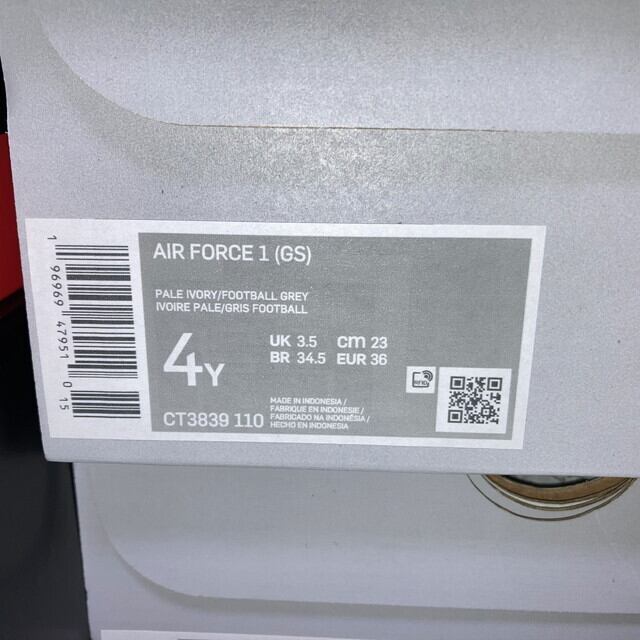 AIR FORCE 1 (GS)
PALE IVORY/FOOTBALL GREY
IVOIRE PALE/GRIS FOOTBALL
4Y
UK 3.5 cm 23
BR 34.5 EUR 36
RFID
CT3839 110
MADE IN INDONESIA/
FABRIQUE EN INDONESIE/
FABRICADO NA INDONÉSIA/
HECHO EN INDONESIA
1 96969 47951 0 15